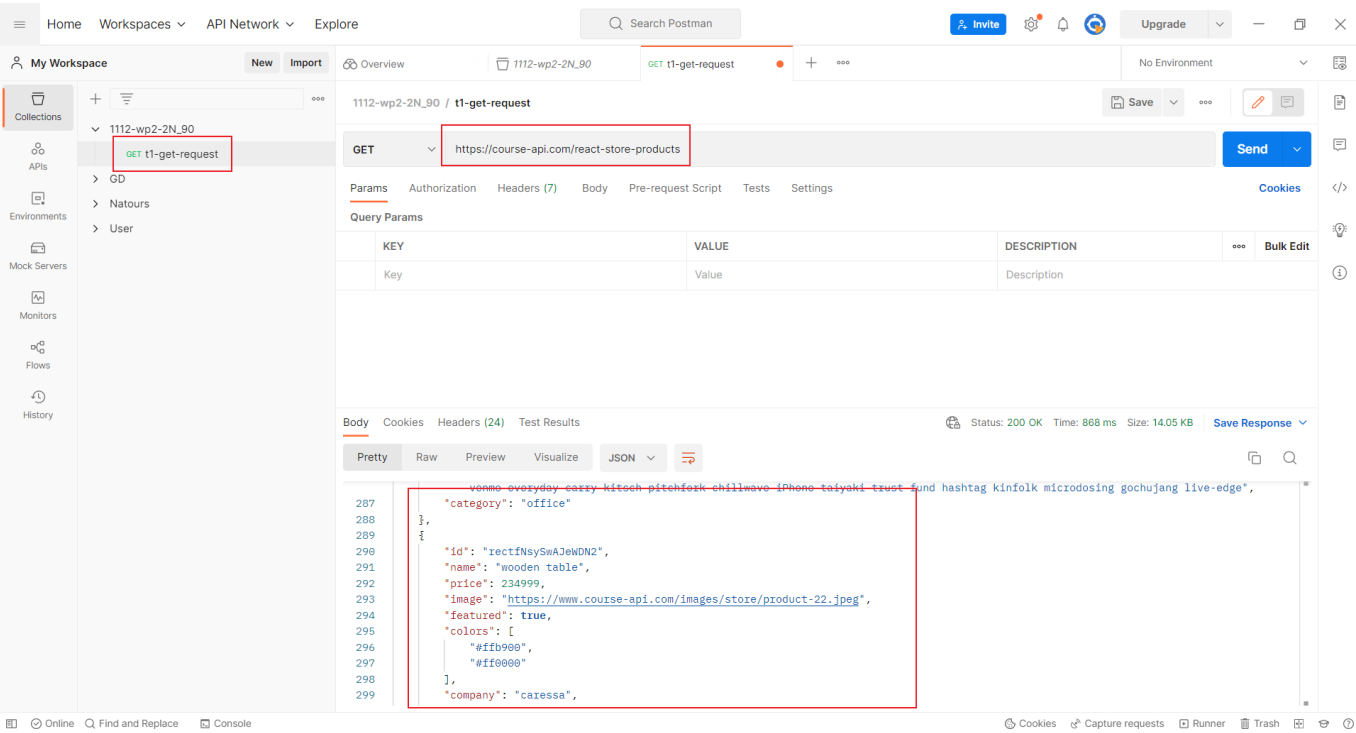 Home Workspaces API Network Explore Search Postman Invite Upgrade
My Workspace New Import Overview 1112-wp2-2N_90 GET t1-get-request No Environment
Collections
APIs
Environments
Mock Servers
Monitors
Flows
History
1112-wp2-2N_90
GET t1-get-request
GD
Natours
User
1112-wp2-2N_90 / t1-get-request Save
GET https://course-api.com/react-store-products Send
Params Authorization Headers (7) Body Pre-request Script Tests Settings Cookies
Query Params
KEY VALUE DESCRIPTION Bulk Edit
Key Value Description
Body Cookies Headers (24) Test Results Status: 200 OK Time: 868 ms Size: 14.05 KB Save Response
Pretty Raw Preview Visualize JSON
venmo everyday carry kitsch pitchfork chillwave iPhone taiyaki trust fund hashtag kinfolk microdosing gochujang live-edge",
287 "category": "office"
288 },
289 {
290 "id": "rectfNsySwAJeWDN2",
291 "name": "wooden table",
292 "price": 234999,
293 "image": "https://www.course-api.com/images/store/product-22.jpeg",
294 "featured": true,
295 "colors": [
296 "#ffb900",
297 "#ff0000"
298 ],
299 "company": "caressa",
Online Find and Replace Console Cookies Capture requests Runner Trash